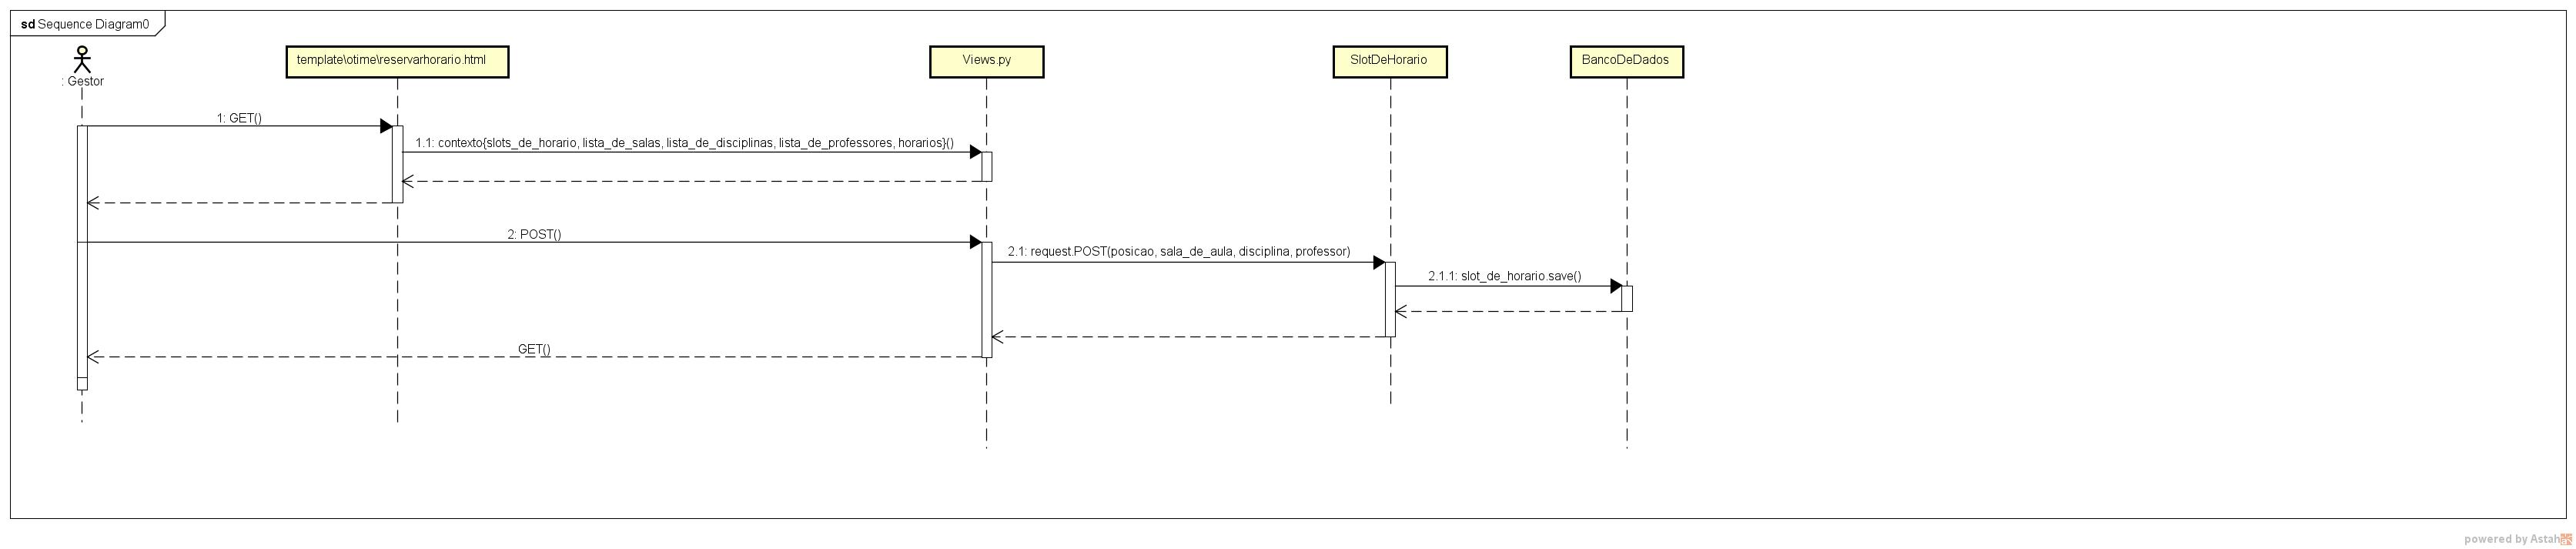 sd Sequence Diagram0
: Gestor
template\otime\reservarhorario.html
Views.py
SlotDeHorario
BancoDeDados
1: GET()
1.1: contexto{slots_de_horario, lista_de_salas, lista_de_disciplinas, lista_de_professores, horarios}()
2: POST()
2.1: request.POST(posicao, sala_de_aula, disciplina, professor)
2.1.1: slot_de_horario.save()
GET()
powered by Astah